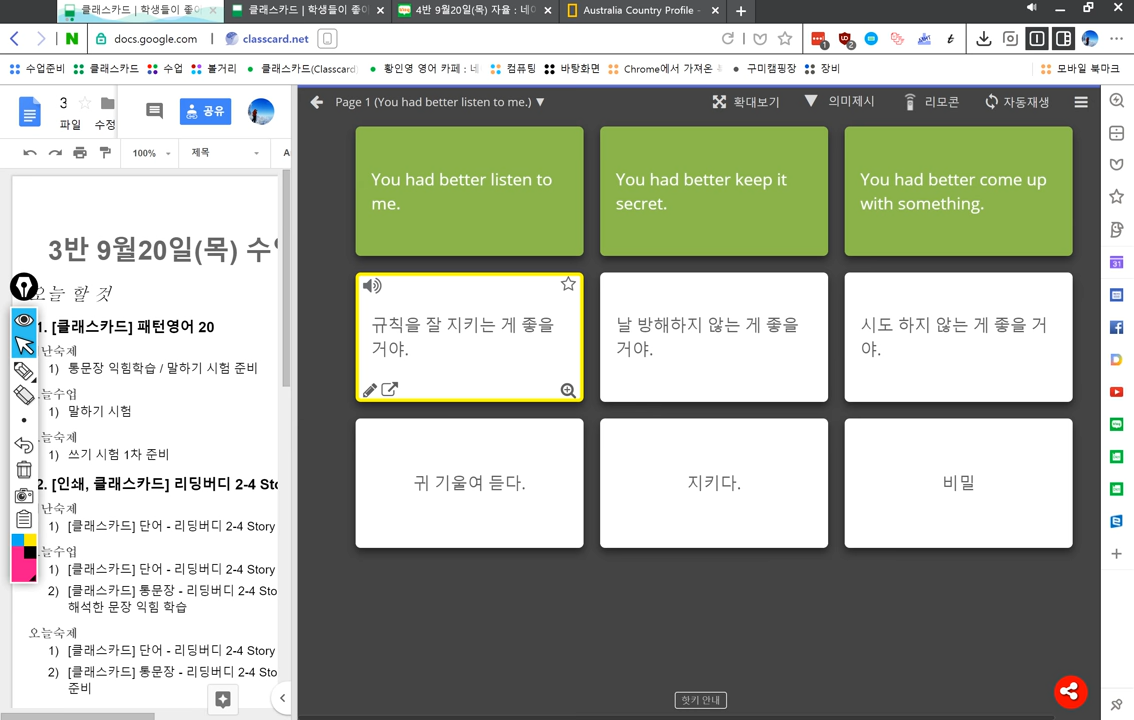 클래스카드 | 학생들이 좋아
클래스카드 | 학생들이 좋아
4반 9월20일(목) 자율 : 네이
Australia Country Profile -
docs.google.com
classcard.net
수업준비
클래스카드
수업
볼거리
클래스카드(Classcard
황인영 영어 카페 : 네
컴퓨팅
바탕화면
Chrome에서 가져온
구미캠핑장
장비
모바일 북마크
3
공유
파일 수정
100%
제목
3반 9월20일(목) 수
오늘 할 것
1. [클래스카드] 패턴영어 20
난숙제
1) 통문장 익힘학습 / 말하기 시험 준비
오늘수업
1) 말하기 시험
오늘숙제
1) 쓰기 시험 1차 준비
2. [인쇄, 클래스카드] 리딩버디 2-4 Sto
난숙제
1) [클래스카드] 단어 - 리딩버디 2-4 Story
오늘수업
1) [클래스카드] 단어 - 리딩버디 2-4 Story
2) [클래스카드] 통문장 - 리딩버디 2-4 Sto
해석한 문장 익힘 학습
오늘숙제
1) [클래스카드] 단어 - 리딩버디 2-4 Story
2) [클래스카드] 통문장 - 리딩버디 2-4 Sto
준비
Page 1 (You had better listen to me.) ▼
확대보기
의미제시
리모콘
자동재생
You had better listen to
me.
You had better keep it
secret.
You had better come up
with something.
규칙을 잘 지키는 게 좋을
거야.
날 방해하지 않는 게 좋을
거야.
시도 하지 않는 게 좋을 거
야.
귀 기울여 듣다.
지키다.
비밀
핫키 안내